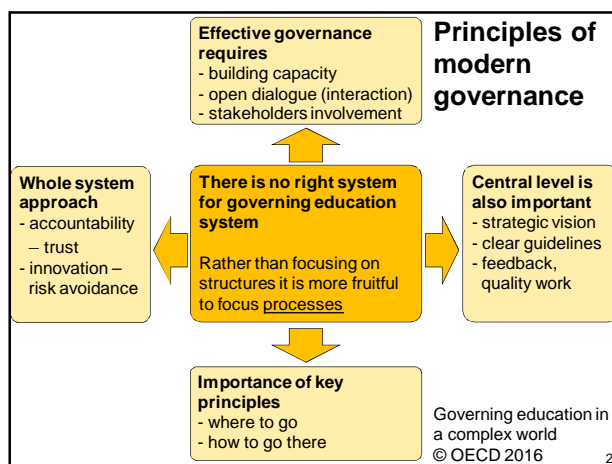 Principles of
modern
governance
Effective governance
requires
- building capacity
- open dialogue (interaction)
- stakeholders involvement
Whole system
approach
- accountability
– trust
- innovation –
risk avoidance
There is no right system
for governing education
system
Rather than focusing on
structures it is more fruitful
to focus processes
Central level is
also important
- strategic vision
- clear guidelines
- feedback,
quality work
Importance of key
principles
- where to go
- how to go there
Governing education in
a complex world
© OECD 2016
2